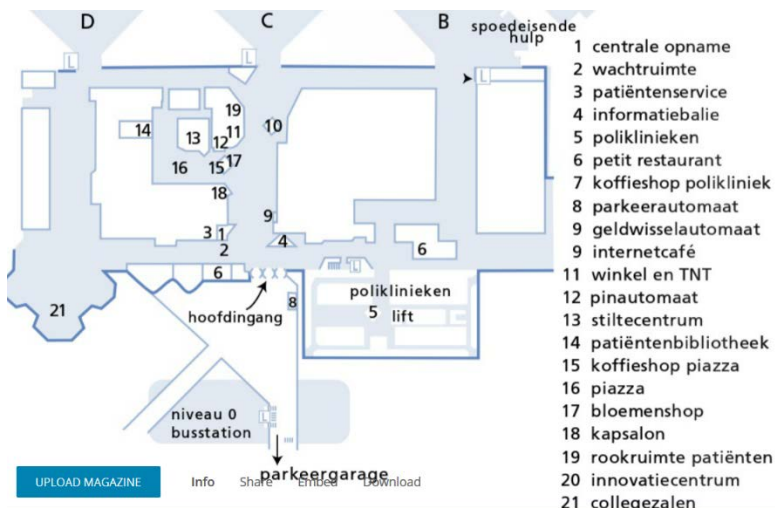 D
C
B
spoedeisende
hulp
L
L
L
19
11
10
14
13
12
16
15
17
18
9
3
1
4
2
6
6
L
21
hoofdingang
8
poliklinieken
5
lift
niveau 0
busstation
L
parkeergarage
1 centrale opname
2 wachtruimte
3 patiëntenservice
4 informatiebalie
5 poliklinieken
6 petit restaurant
7 koffieshop polikliniek
8 parkeerautomaat
9 geldwisselautomaat
9 internetcafé
11 winkel en TNT
12 pinautomaat
13 stiltecentrum
14 patiëntenbibliotheek
15 koffieshop piazza
16 piazza
17 bloemenshop
18 kapsalon
19 rookruimte patiënten
20 innovatiecentrum
21 collegezalen
UPLOAD MAGAZINE
Info
Share
Embed
Download